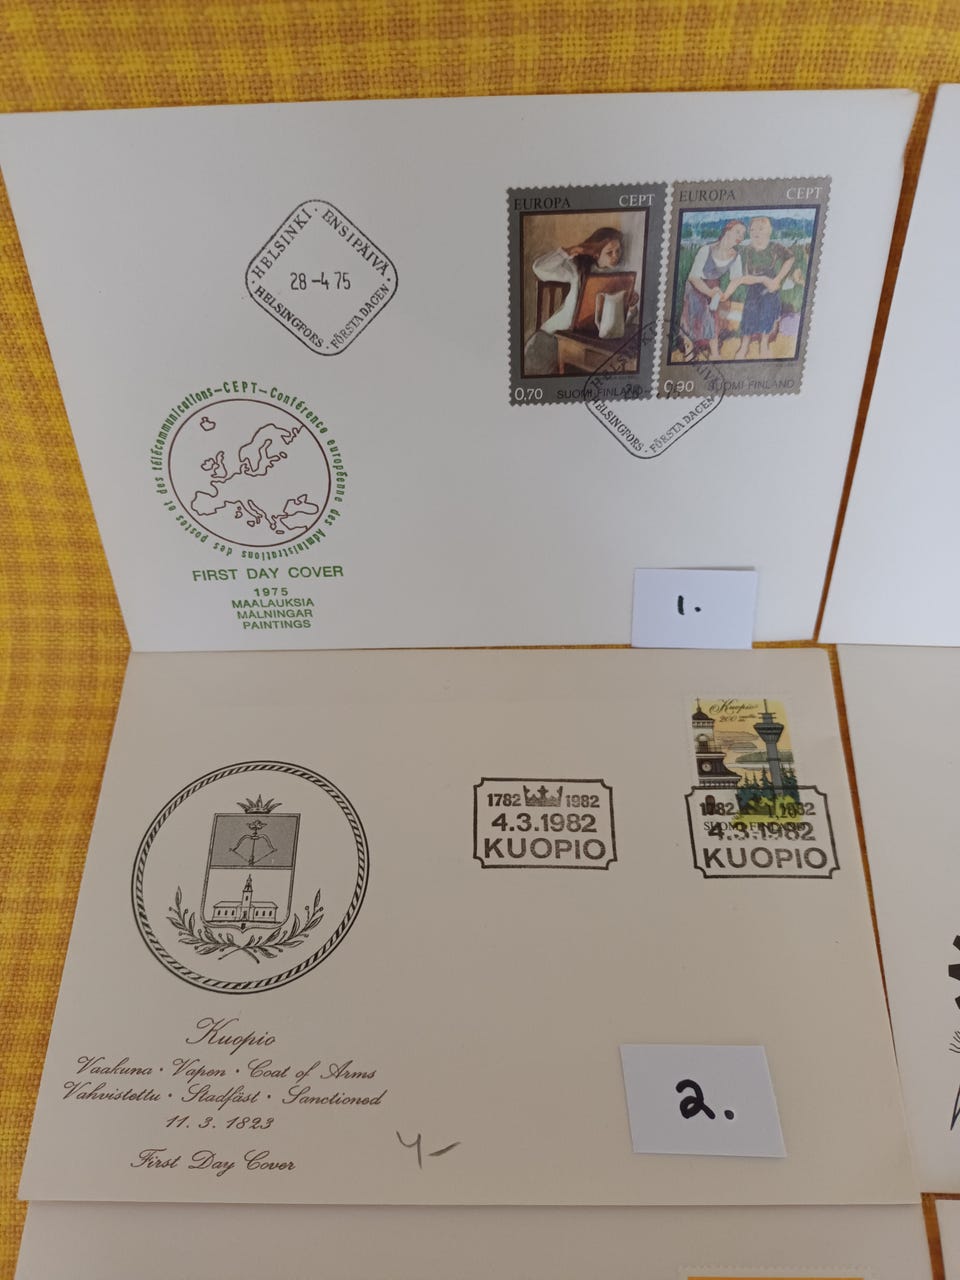 HELSINKI · ENSIPÄIVÄ ·
28-4 75
HELSINGFORS · FÖRSTA DAGEN ·
EUROPA CEPT
0,70 SUOMI FINLAND
EUROPA CEPT
0,90 SUOMI FINLAND
HELSINKI
HELSINGFORS · FÖRSTA DAGEN
CEPT-Conférence européenne des Administrations des postes et des télécommunications-
FIRST DAY COVER
1975
MAALAUKSIA
MÅLNINGAR
PAINTINGS
1.
Kuopio
200
1782 1982
4.3.1982
KUOPIO
1782 1982
4.3.1982
KUOPIO
Kuopio
Vaakuna · Vapen · Coat of Arms
Vahvistettu · Stadfäst · Sanctioned
11. 3. 1823
First Day Cover
4-
2.